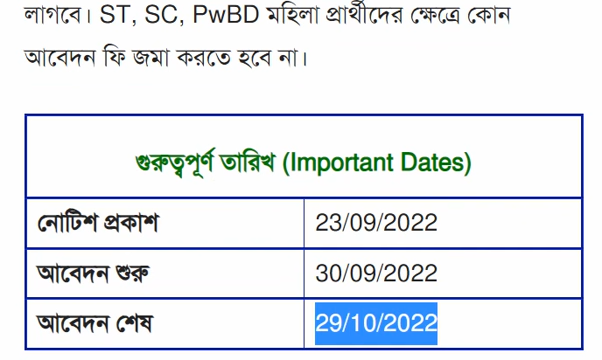 লাগবে। ST, SC, PwBD মহিলা প্রার্থীদের ক্ষেত্রে কোন
আবেদন ফি জমা করতে হবে না।
গুরুত্বপূর্ণ তারিখ (Important Dates)
নোটিশ প্রকাশ 23/09/2022
আবেদন শুরু 30/09/2022
আবেদন শেষ 29/10/2022